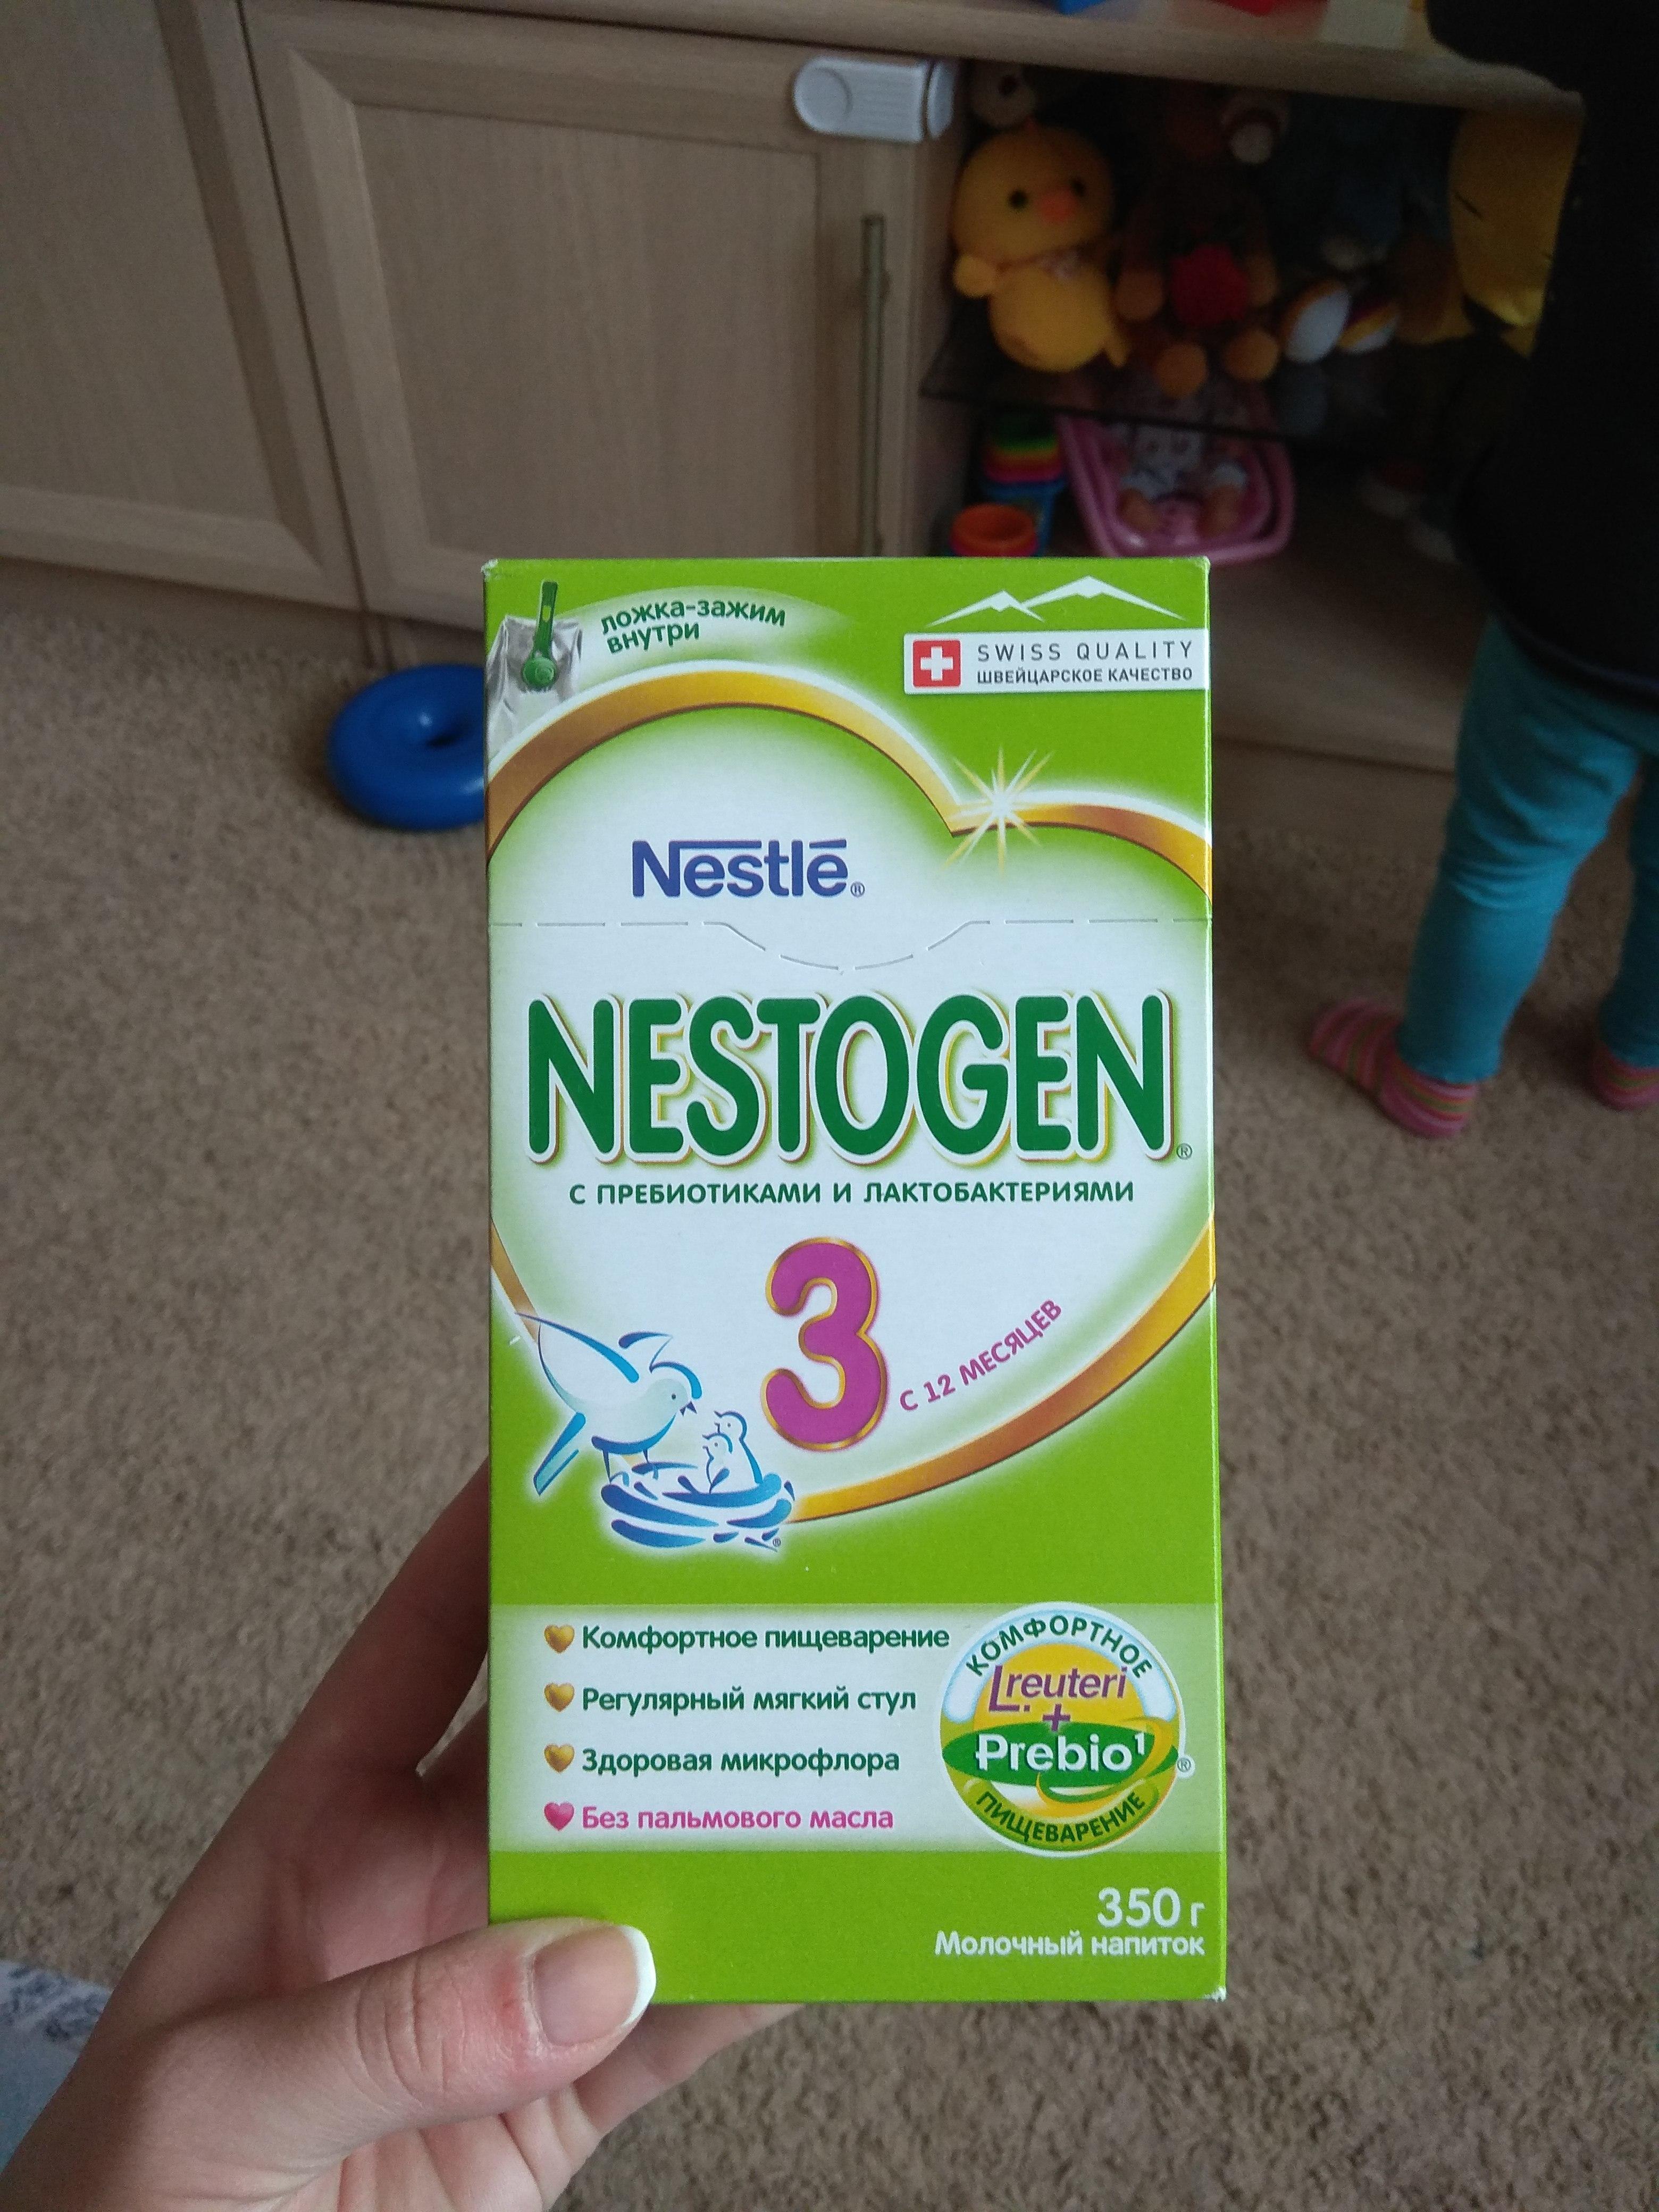 ложка-зажим
внутри
SWISS QUALITY
ШВЕЙЦАРСКОЕ КАЧЕСТВО
Nestlé®
NESTOGEN®
С ПРЕБИОТИКАМИ И ЛАКТОБАКТЕРИЯМИ
3
С 12 МЕСЯЦЕВ
Комфортное пищеварение
Регулярный мягкий стул
Здоровая микрофлора
Без пальмового масла
КОМФОРТНОЕ
L. reuteri
+
Prebio¹®
ПИЩЕВАРЕНИЕ
350 г
Молочный напиток